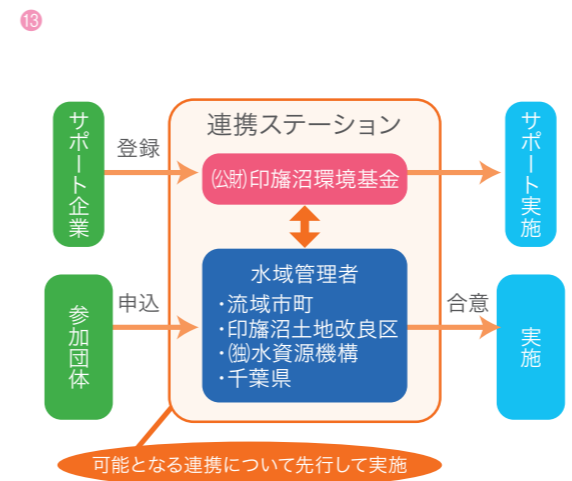 ⑬
連携ステーション
サポート企業
登録
㈶印旛沼環境基金
サポート実施
参加団体
申込
水域管理者
・流域市町
・印旛沼土地改良区
・㈵水資源機構
・千葉県
合意
実施
可能となる連携について先行して実施